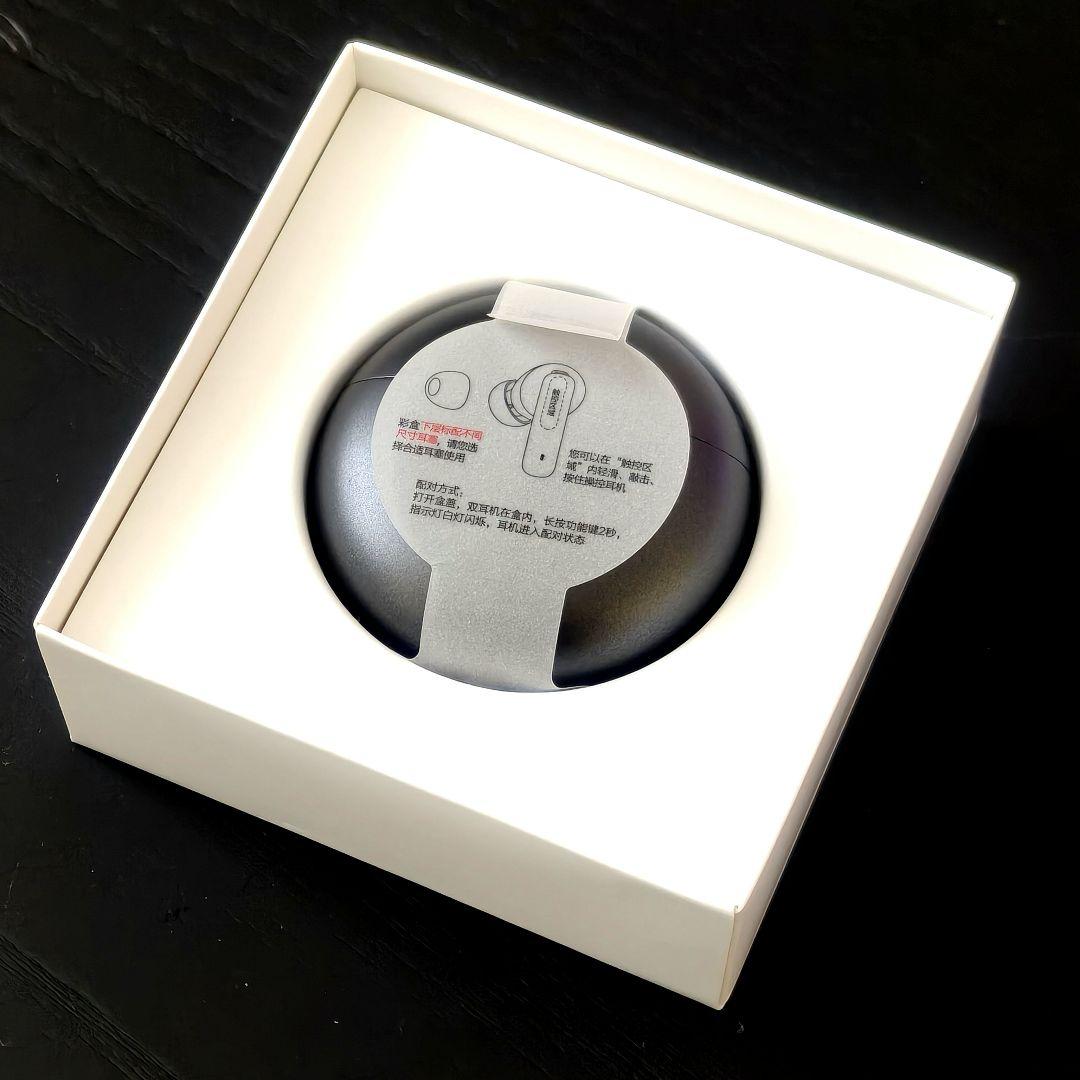 触控区域
彩盒下层标配不同
尺寸耳塞，请您选
择合适耳塞使用
您可以在“触控区
域”内轻滑、敲击、
按住操控耳机
配对方式：
打开盒盖，双耳机在盒内，长按功能键2秒，
指示灯白灯闪烁，耳机进入配对状态